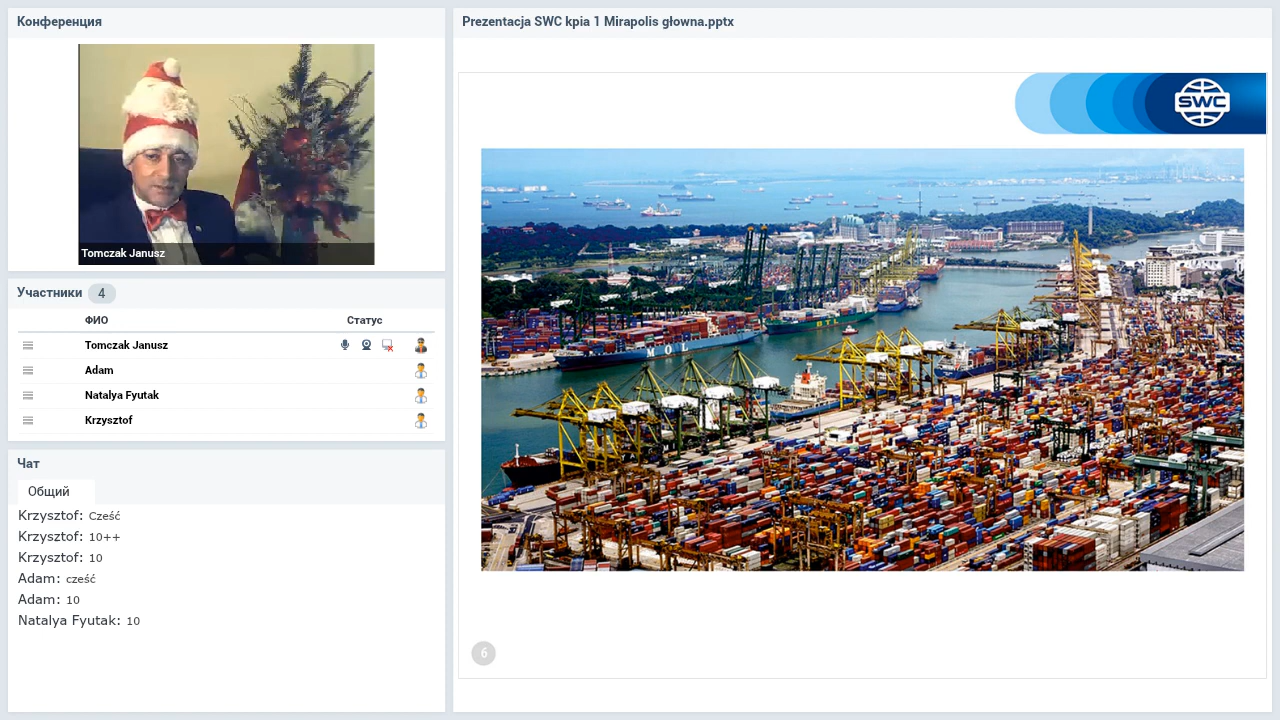 Конференция
Tomczak Janusz
Участники 4
ФИО Статус
Tomczak Janusz
Adam
Natalya Fyutak
Krzysztof
Чат
Общий
Krzysztof: Cześć
Krzysztof: 10++
Krzysztof: 10
Adam: cześć
Adam: 10
Natalya Fyutak: 10
Prezentacja SWC kpia 1 Mirapolis głowna.pptx
SWC
MOL
6